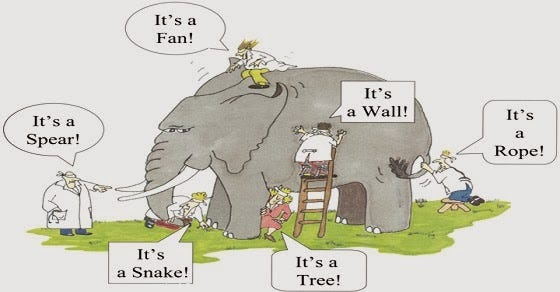 It's a
Fan!
It's a
Spear!
It's
a Wall!
It's
a
Rope!
It's
a Snake!
It's a
Tree!